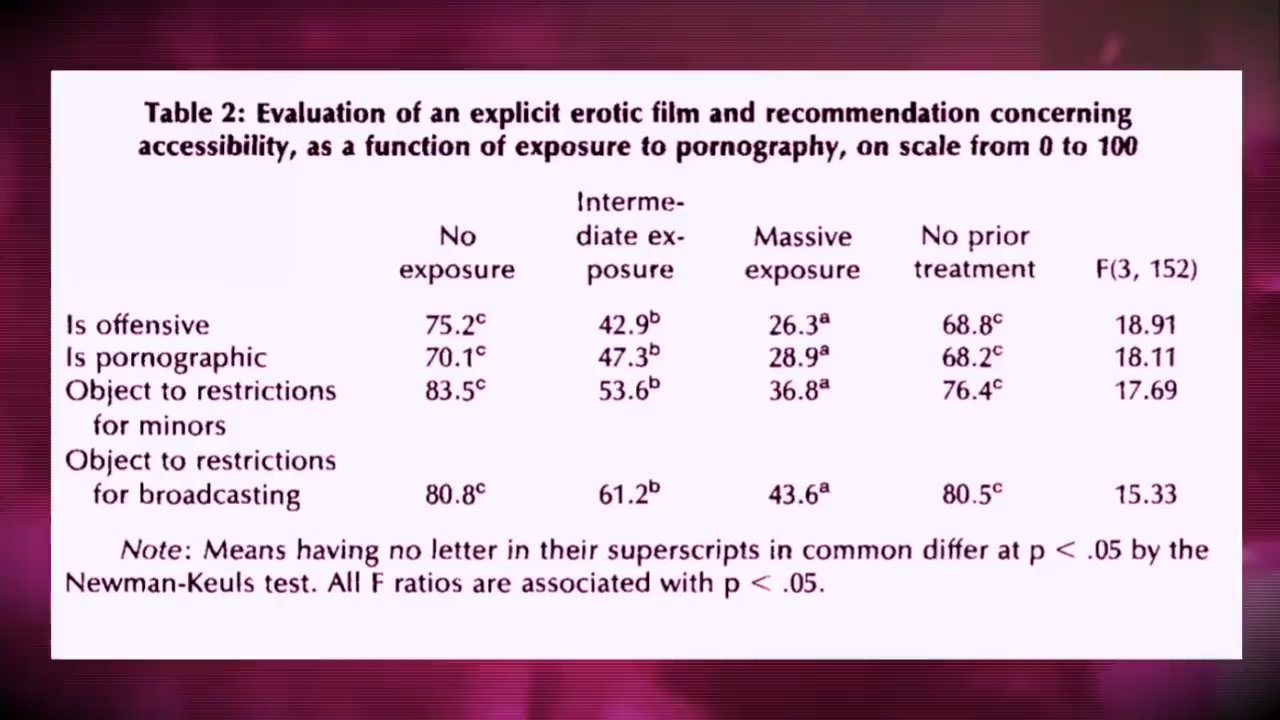 Table 2: Evaluation of an explicit erotic film and recommendation concerning
accessibility, as a function of exposure to pornography, on scale from 0 to 100
No exposure Interme- diate ex- posure Massive exposure No prior treatment F(3, 152)
Is offensive 75.2ᶜ 42.9ᵇ 26.3ᵃ 68.8ᶜ 18.91
Is pornographic 70.1ᶜ 47.3ᵇ 28.9ᵃ 68.2ᶜ 18.11
Object to restrictions 83.5ᶜ 53.6ᵇ 36.8ᵃ 76.4ᶜ 17.69
for minors
Object to restrictions
for broadcasting 80.8ᶜ 61.2ᵇ 43.6ᵃ 80.5ᶜ 15.33
Note: Means having no letter in their superscripts in common differ at p < .05 by the
Newman-Keuls test. All F ratios are associated with p < .05.